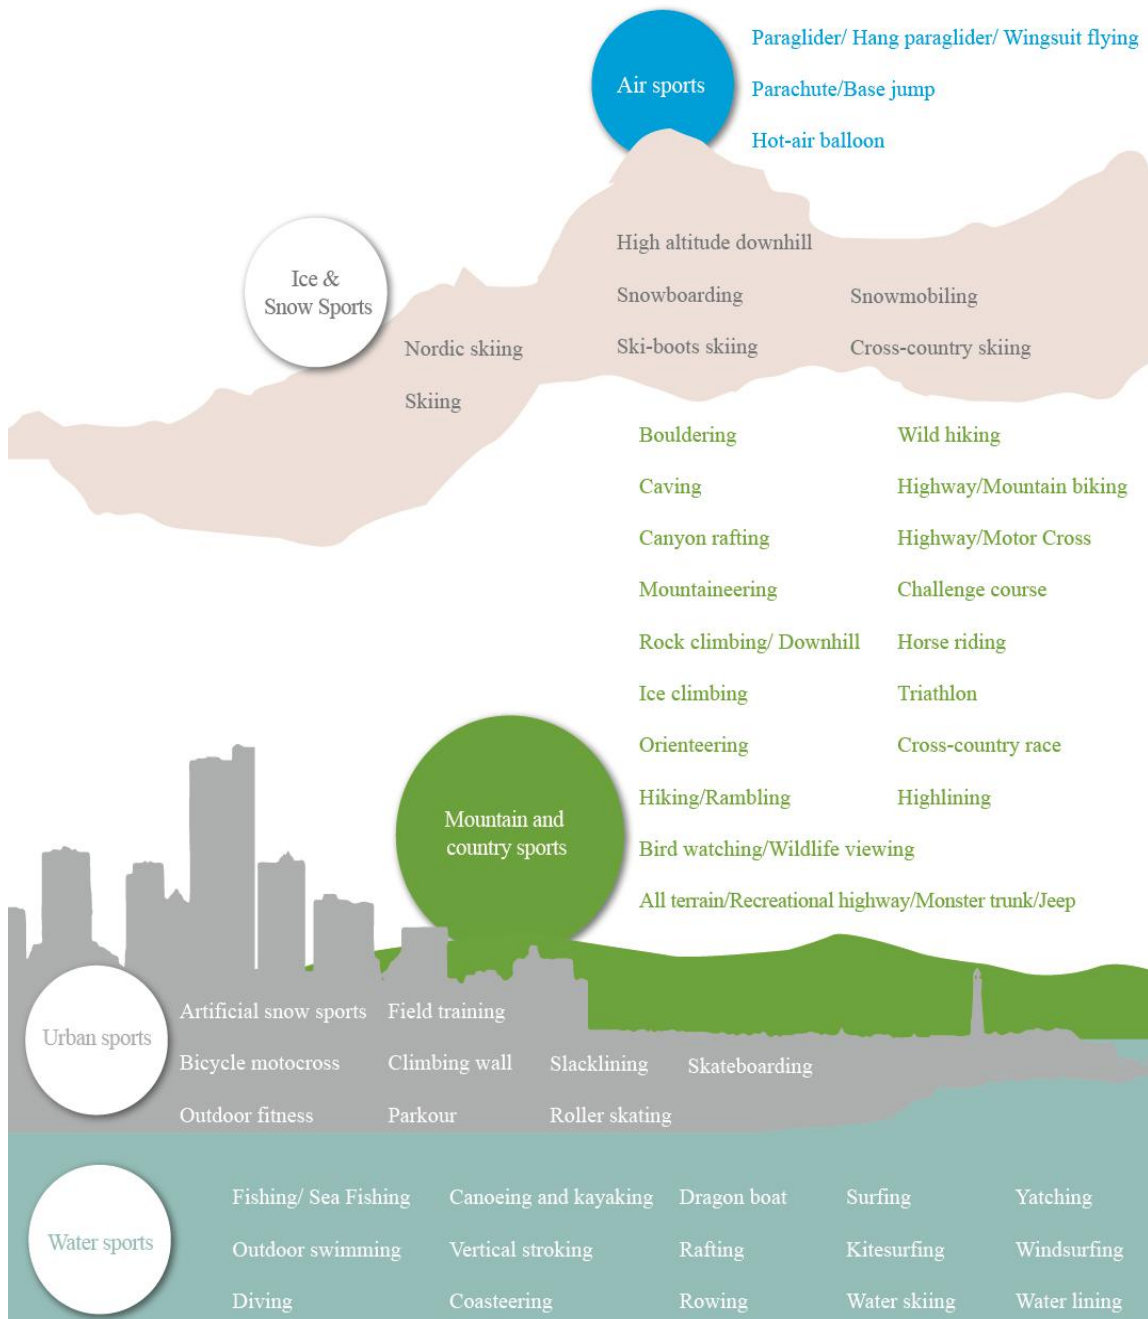 Air sports
Paraglider/ Hang paraglider/ Wingsuit flying
Parachute/Base jump
Hot-air balloon
Ice &
Snow Sports
High altitude downhill
Snowboarding
Snowmobiling
Nordic skiing
Ski-boots skiing
Cross-country skiing
Skiing
Mountain and
country sports
Bouldering
Wild hiking
Caving
Highway/Mountain biking
Canyon rafting
Highway/Motor Cross
Mountaineering
Challenge course
Rock climbing/ Downhill
Horse riding
Ice climbing
Triathlon
Orienteering
Cross-country race
Hiking/Rambling
Highlining
Bird watching/Wildlife viewing
All terrain/Recreational highway/Monster trunk/Jeep
Urban sports
Artificial snow sports
Field training
Bicycle motocross
Climbing wall
Slacklining
Skateboarding
Outdoor fitness
Parkour
Roller skating
Water sports
Fishing/ Sea Fishing
Canoeing and kayaking
Dragon boat
Surfing
Yatching
Outdoor swimming
Vertical stroking
Rafting
Kitesurfing
Windsurfing
Diving
Coasteering
Rowing
Water skiing
Water lining